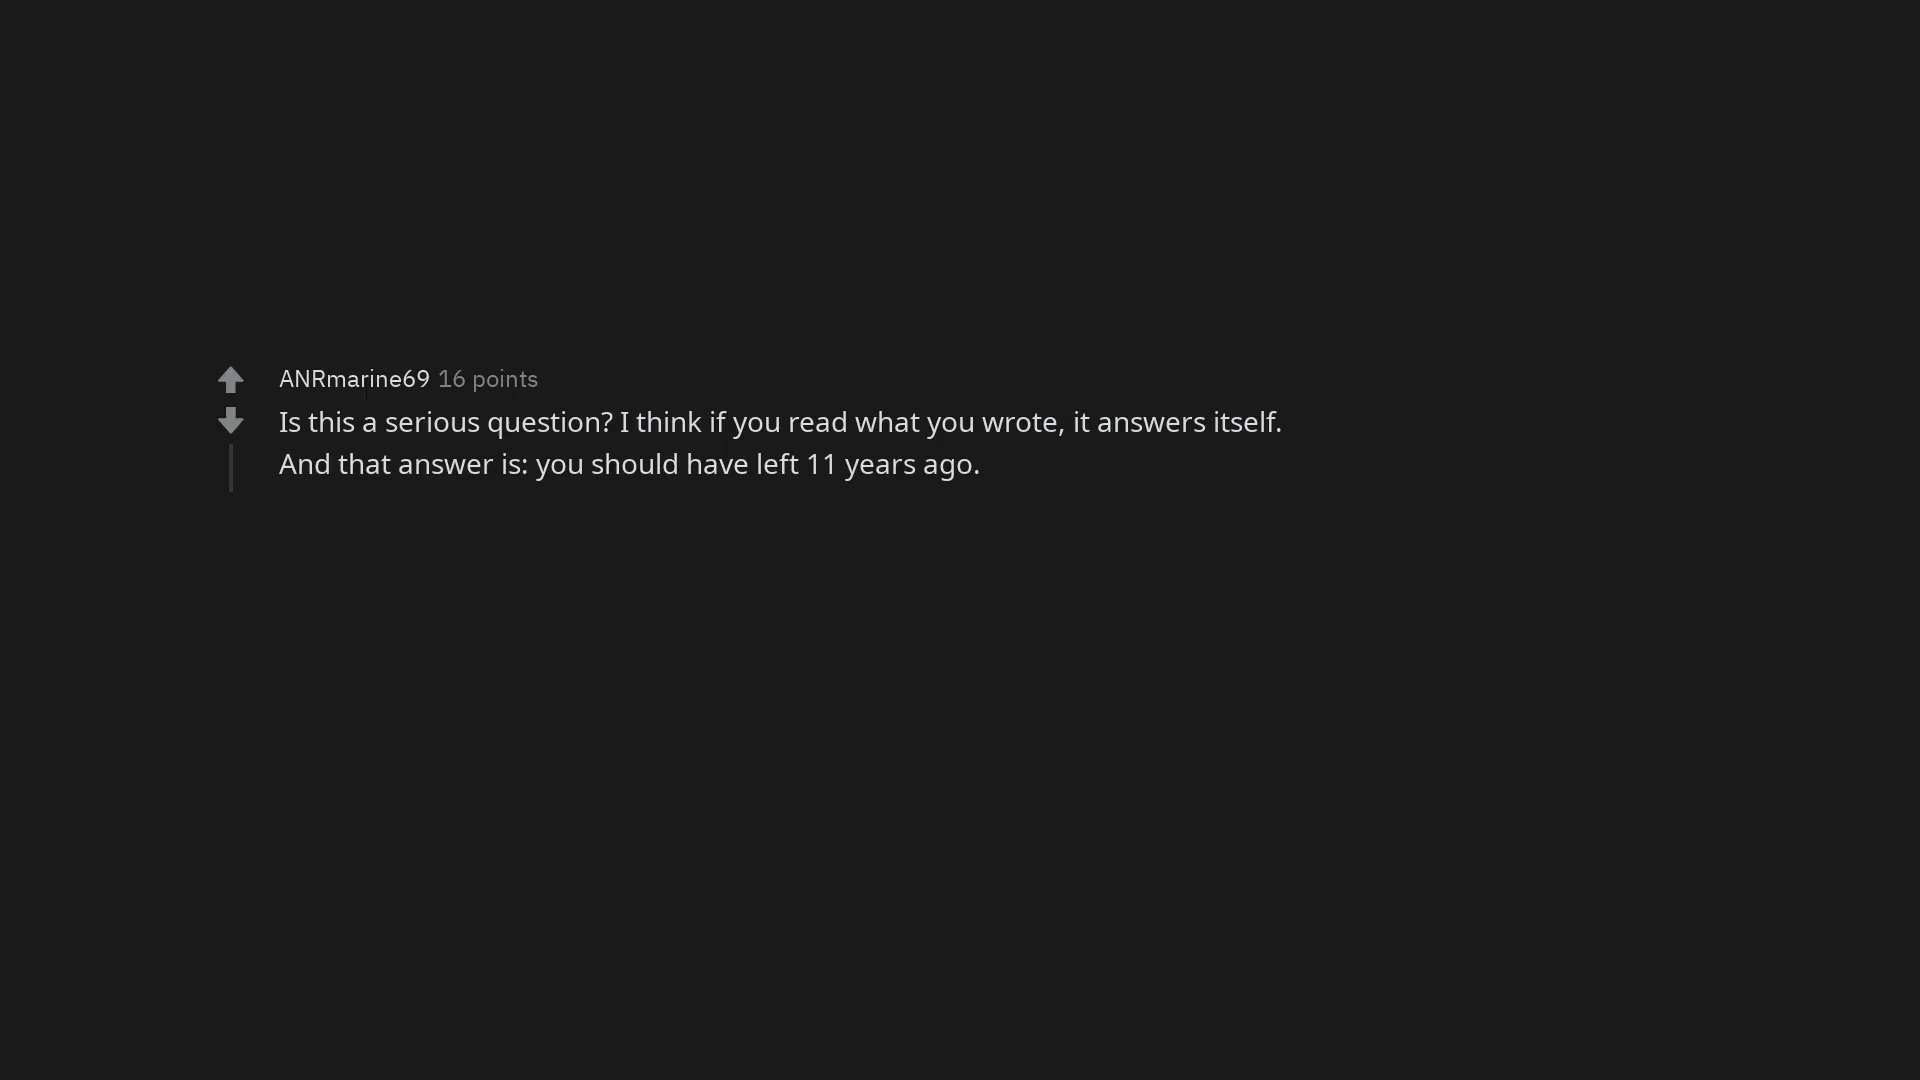 ANRmarine69 16 points
Is this a serious question? I think if you read what you wrote, it answers itself.
And that answer is: you should have left 11 years ago.